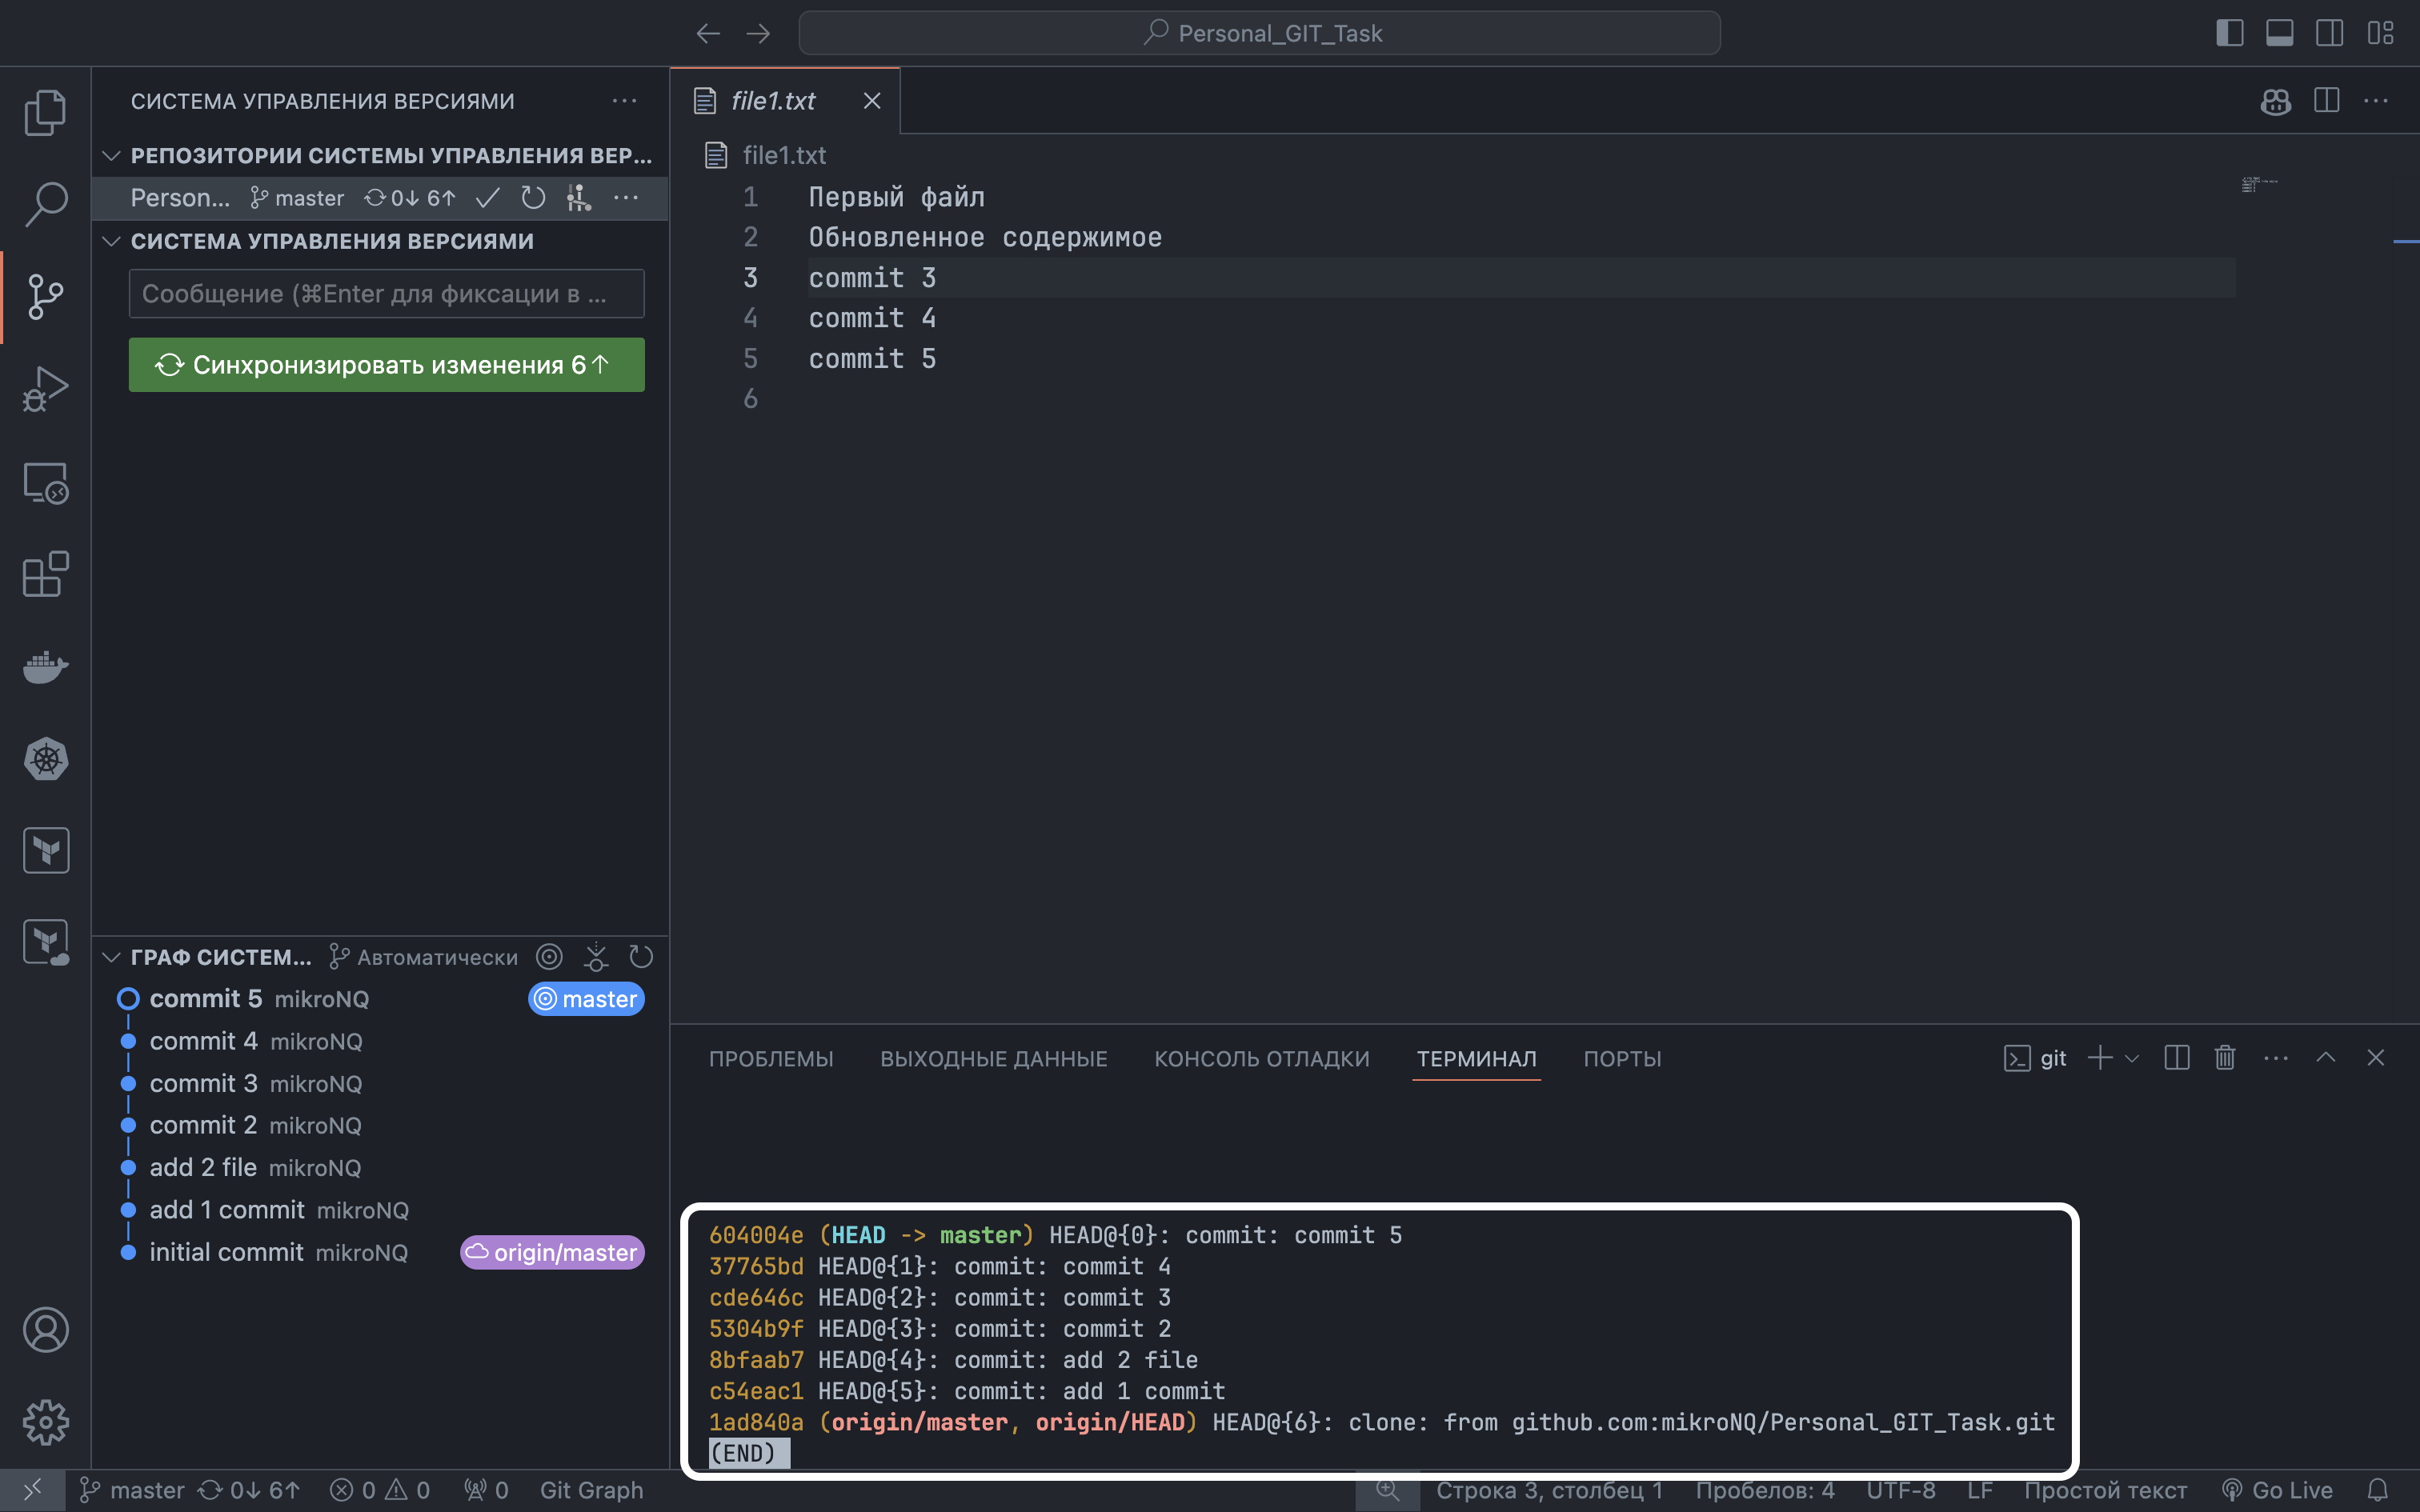 Personal_GIT_Task
СИСТЕМА УПРАВЛЕНИЯ ВЕРСИЯМИ
РЕПОЗИТОРИИ СИСТЕМЫ УПРАВЛЕНИЯ ВЕР...
Person... master 0↓ 6↑
СИСТЕМА УПРАВЛЕНИЯ ВЕРСИЯМИ
Сообщение (⌘Enter для фиксации в ...
Синхронизировать изменения 6↑
ГРАФ СИСТЕМ... Автоматически
commit 5 mikroNQ master
commit 4 mikroNQ
commit 3 mikroNQ
commit 2 mikroNQ
add 2 file mikroNQ
add 1 commit mikroNQ
initial commit mikroNQ origin/master
file1.txt
file1.txt
1 Первый файл
2 Обновленное содержимое
3 commit 3
4 commit 4
5 commit 5
6
ПРОБЛЕМЫ ВЫХОДНЫЕ ДАННЫЕ КОНСОЛЬ ОТЛАДКИ ТЕРМИНАЛ ПОРТЫ git
604004e (HEAD -> master) HEAD@{0}: commit: commit 5
37765bd HEAD@{1}: commit: commit 4
cde646c HEAD@{2}: commit: commit 3
5304b9f HEAD@{3}: commit: commit 2
8bfaab7 HEAD@{4}: commit: add 2 file
c54eac1 HEAD@{5}: commit: add 1 commit
1ad840a (origin/master, origin/HEAD) HEAD@{6}: clone: from github.com:mikroNQ/Personal_GIT_Task.git
(END)
master 0↓ 6↑ 0 0 0 Git Graph Строка 3, столбец 1 Пробелов: 4 UTF-8 LF Простой текст Go Live